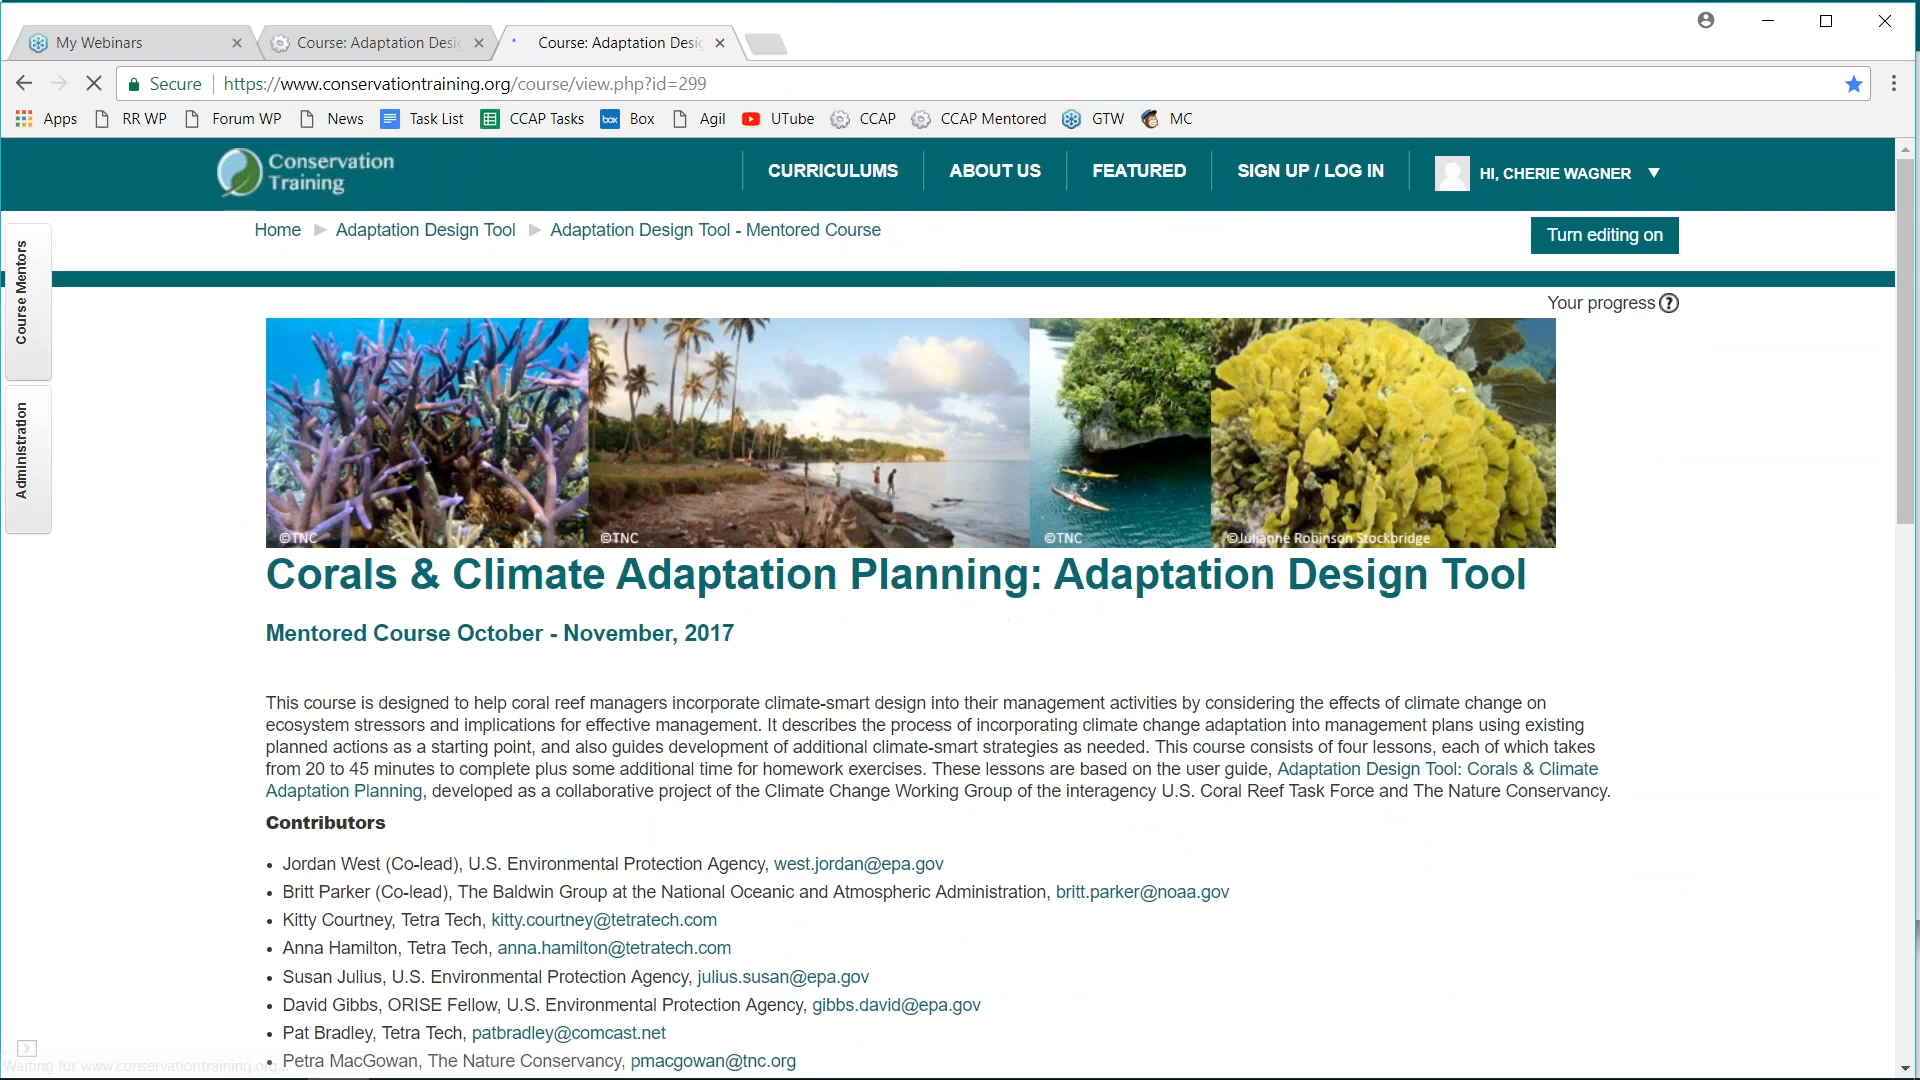 My Webinars
Course: Adaptation Desi
Course: Adaptation Desi
Secure https://www.conservationtraining.org/course/view.php?id=299
Apps RR WP Forum WP News Task List CCAP Tasks box Box Agil UTube CCAP CCAP Mentored GTW MC
Conservation
Training
CURRICULUMS ABOUT US FEATURED SIGN UP / LOG IN HI, CHERIE WAGNER
Home Adaptation Design Tool Adaptation Design Tool - Mentored Course
Turn editing on
Course Mentors
Administration
Your progress
©TNC ©TNC ©TNC ©Julianne Robinson Stockbridge
Corals & Climate Adaptation Planning: Adaptation Design Tool
Mentored Course October - November, 2017
This course is designed to help coral reef managers incorporate climate-smart design into their management activities by considering the effects of climate change on
ecosystem stressors and implications for effective management. It describes the process of incorporating climate change adaptation into management plans using existing
planned actions as a starting point, and also guides development of additional climate-smart strategies as needed. This course consists of four lessons, each of which takes
from 20 to 45 minutes to complete plus some additional time for homework exercises. These lessons are based on the user guide, Adaptation Design Tool: Corals & Climate
Adaptation Planning, developed as a collaborative project of the Climate Change Working Group of the interagency U.S. Coral Reef Task Force and The Nature Conservancy.
Contributors
• Jordan West (Co-lead), U.S. Environmental Protection Agency, west.jordan@epa.gov
• Britt Parker (Co-lead), The Baldwin Group at the National Oceanic and Atmospheric Administration, britt.parker@noaa.gov
• Kitty Courtney, Tetra Tech, kitty.courtney@tetratech.com
• Anna Hamilton, Tetra Tech, anna.hamilton@tetratech.com
• Susan Julius, U.S. Environmental Protection Agency, julius.susan@epa.gov
• David Gibbs, ORISE Fellow, U.S. Environmental Protection Agency, gibbs.david@epa.gov
• Pat Bradley, Tetra Tech, patbradley@comcast.net
• Petra MacGowan, The Nature Conservancy, pmacgowan@tnc.org
Waiting for www.conservationtraining.org...